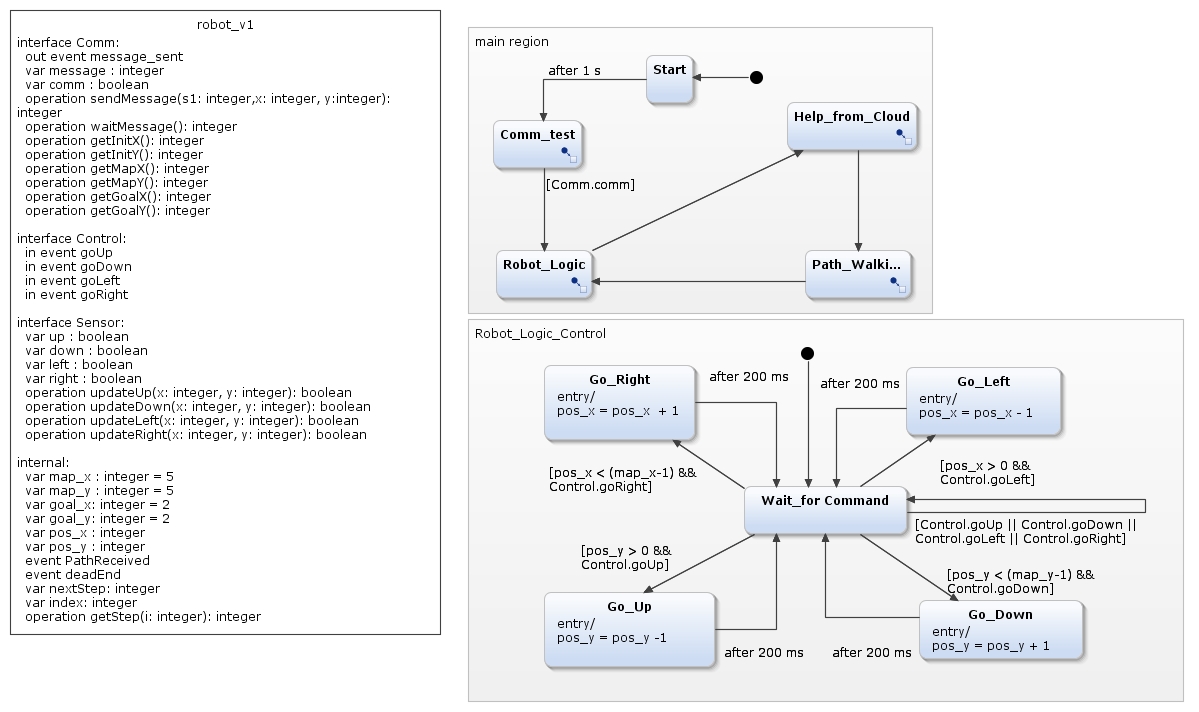 robot_v1
interface Comm:
out event message_sent
var message : integer
var comm : boolean
operation sendMessage(s1: integer,x: integer, y:integer):
integer
operation waitMessage(): integer
operation getInitX(): integer
operation getInitY(): integer
operation getMapX(): integer
operation getMapY(): integer
operation getGoalX(): integer
operation getGoalY(): integer
interface Control:
in event goUp
in event goDown
in event goLeft
in event goRight
interface Sensor:
var up : boolean
var down : boolean
var left : boolean
var right : boolean
operation updateUp(x: integer, y: integer): boolean
operation updateDown(x: integer, y: integer): boolean
operation updateLeft(x: integer, y: integer): boolean
operation updateRight(x: integer, y: integer): boolean
internal:
var map_x : integer = 5
var map_y : integer = 5
var goal_x: integer = 2
var goal_y: integer = 2
var pos_x : integer
var pos_y : integer
event PathReceived
event deadEnd
var nextStep: integer
var index: integer
operation getStep(i: integer): integer
main region
Start
after 1 s
Comm_test
Help_from_Cloud
[Comm.comm]
Robot_Logic
Path_Walki...
Robot_Logic_Control
Go_Right
entry/
pos_x = pos_x  + 1
after 200 ms
after 200 ms
Go_Left
entry/
pos_x = pos_x - 1
[pos_x < (map_x-1) &&
Control.goRight]
[pos_x > 0 &&
Control.goLeft]
Wait_for Command
[Control.goUp || Control.goDown ||
Control.goLeft || Control.goRight]
[pos_y > 0 &&
Control.goUp]
[pos_y < (map_y-1) &&
Control.goDown]
Go_Up
entry/
pos_y = pos_y -1
after 200 ms
after 200 ms
Go_Down
entry/
pos_y = pos_y + 1